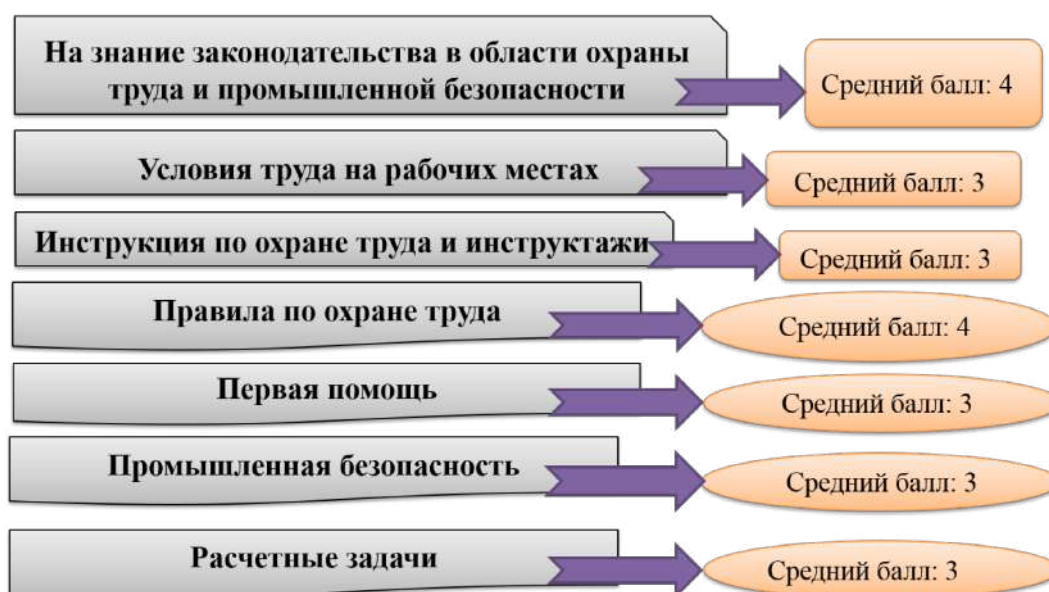 На знание законодательства в области охраны
труда и промышленной безопасности
Средний балл: 4
Условия труда на рабочих местах
Средний балл: 3
Инструкция по охране труда и инструктажи
Средний балл: 3
Правила по охране труда
Средний балл: 4
Первая помощь
Средний балл: 3
Промышленная безопасность
Средний балл: 3
Расчетные задачи
Средний балл: 3